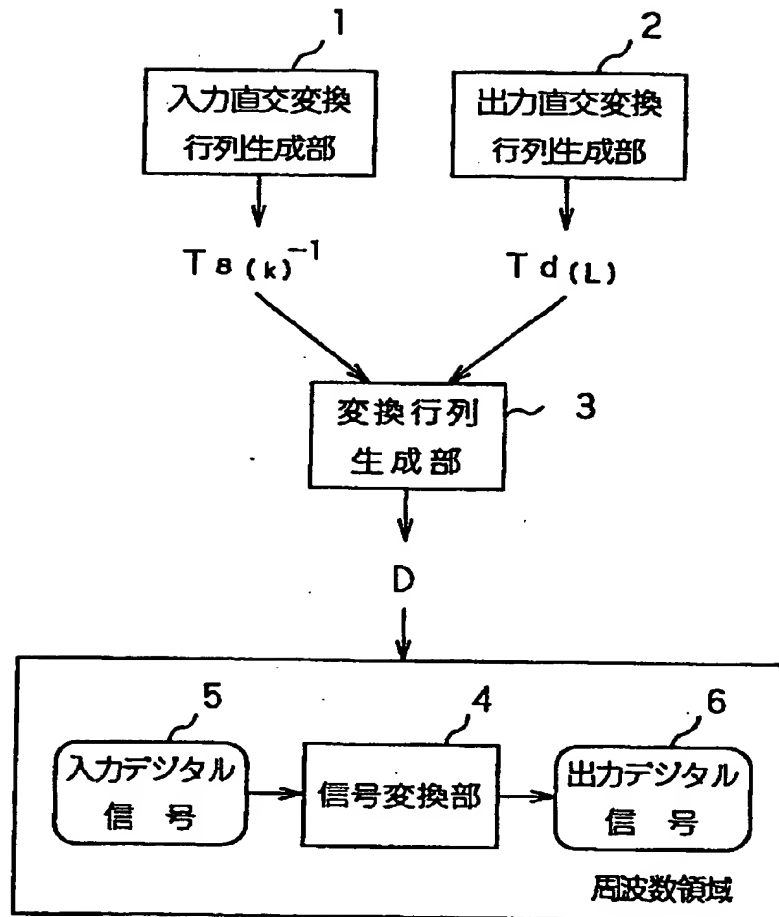 1
2
入力直交変換
行列生成部
出力直交変換
行列生成部
Ts(k)⁻¹
Td(L)
変換行列
生成部
3
D
5
4
6
入力デジタル
信号
信号変換部
出力デジタル
信号
周波数領域